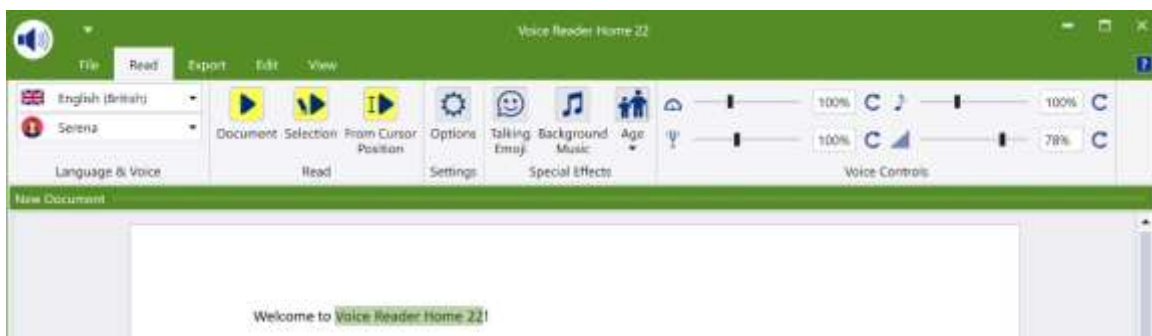 Voice Reader Home 22
File Read Export Edit View
?
English (British)
Serena
Language & Voice
Document Selection From Cursor Position
Read
Options
Settings
Talking Emoji Background Music Age
Special Effects
100% 100%
100% 78%
Voice Controls
New Document
Welcome to Voice Reader Home 22!